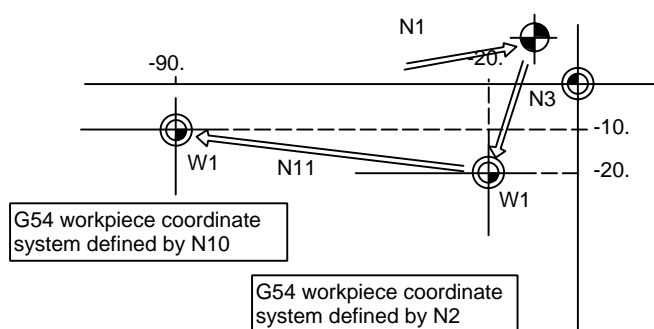 N1
-90.
-20.
N3
-10.
W1
N11
-20.
W1
G54 workpiece coordinate
system defined by N10
G54 workpiece coordinate
system defined by N2